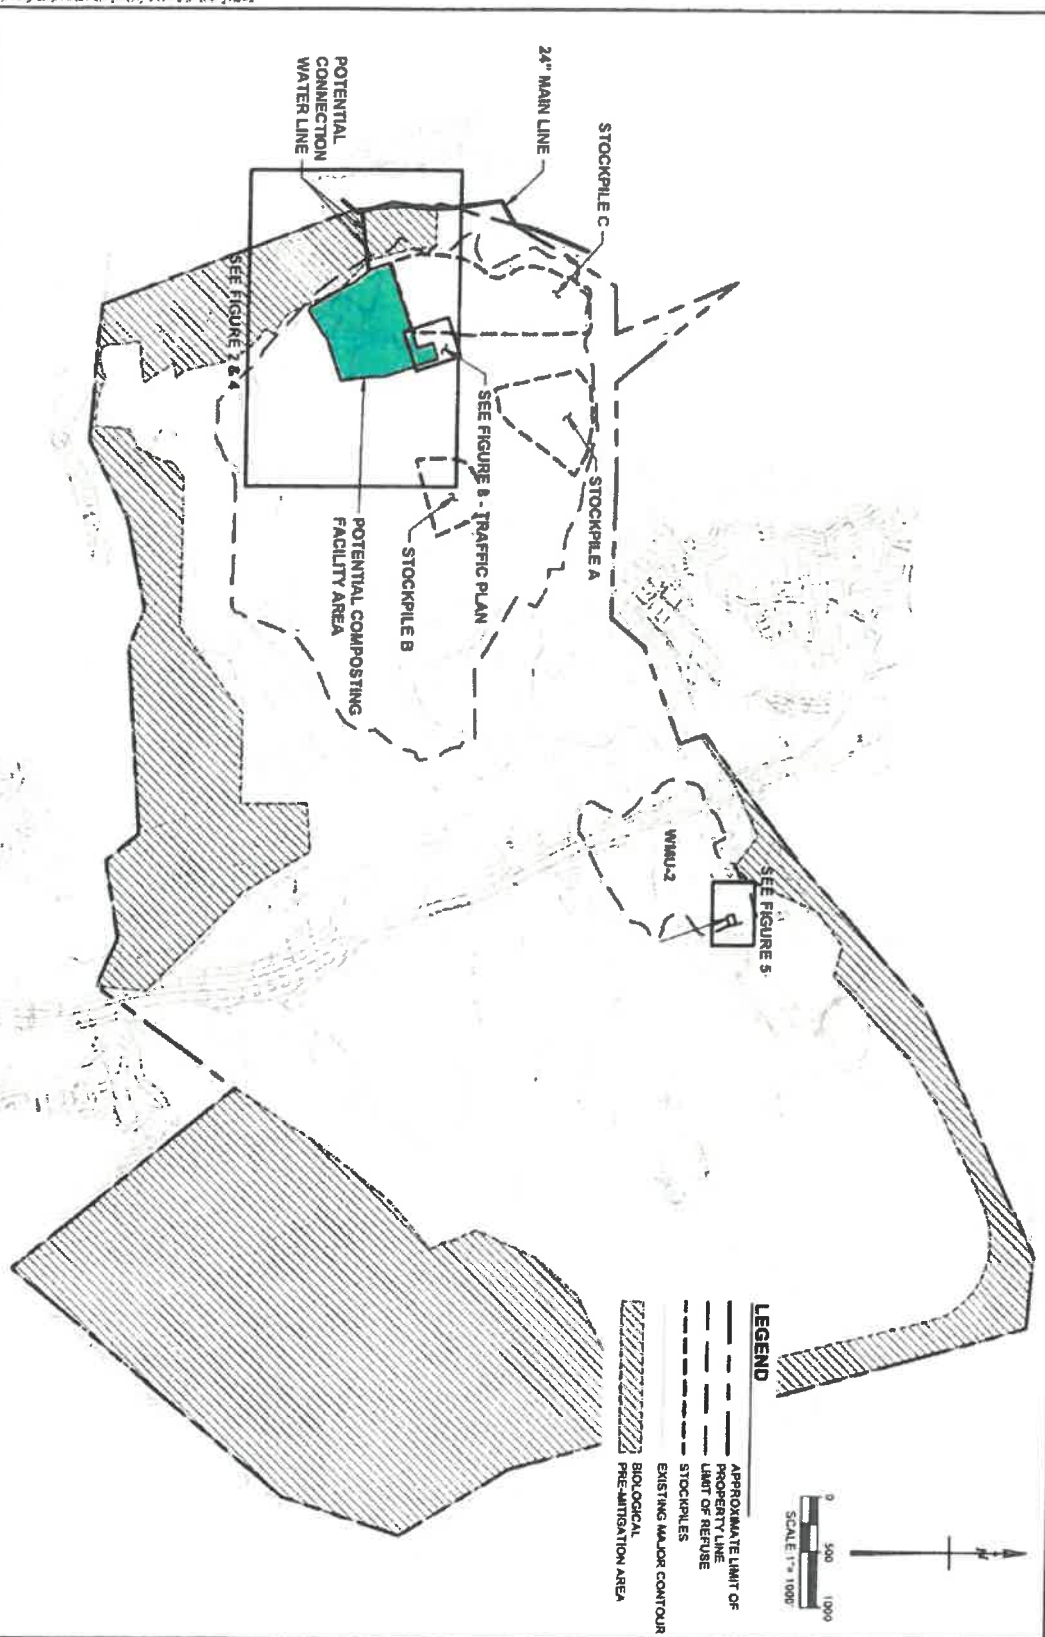 24" MAIN LINE
STOCKPILE C
POTENTIAL
CONNECTION
WATER LINE
SEE FIGURE 2 & 4
STOCKPILE A
SEE FIGURE 8 - TRAFFIC PLAN
STOCKPILE B
POTENTIAL COMPOSTING
FACILITY AREA
WMU-2
SEE FIGURE 5
LEGEND
APPROXIMATE LIMIT OF
PROPERTY LINE
LIMIT OF REFUSE
STOCKPILES
EXISTING MAJOR CONTOUR
BIOLOGICAL
PRE-MITIGATION AREA
N
0 500 1000
SCALE: 1" = 1000'